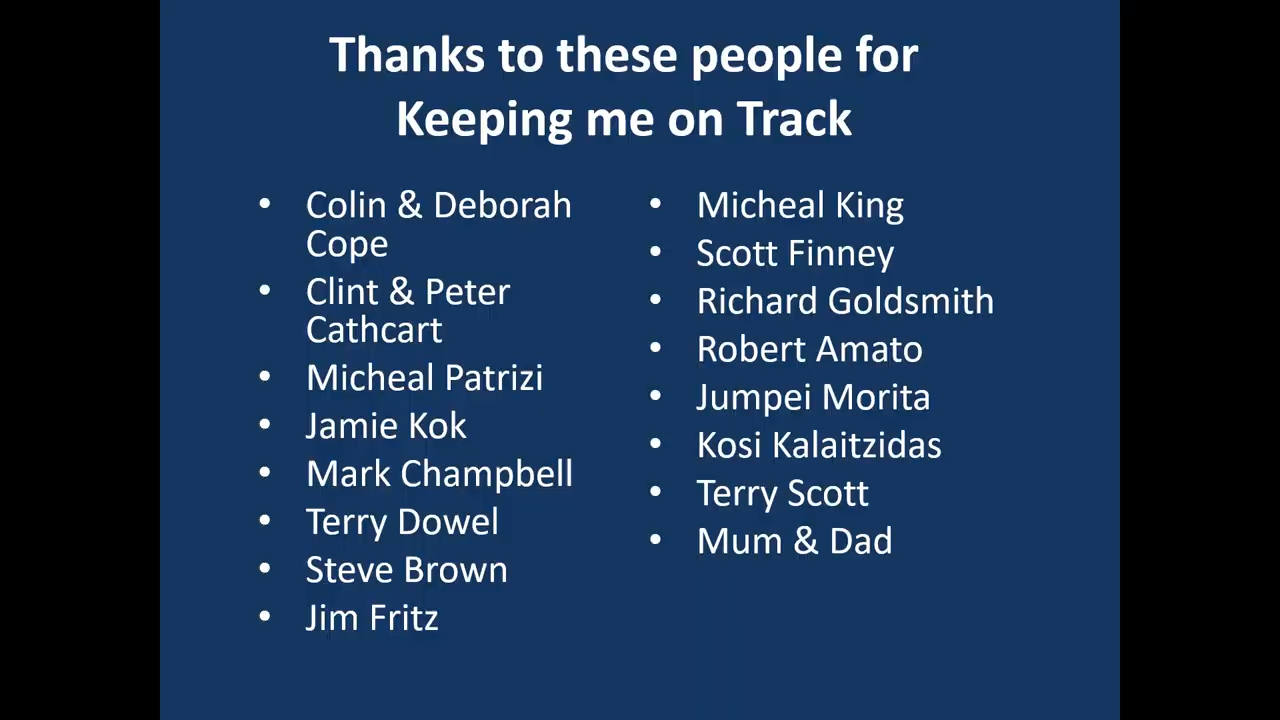 Thanks to these people for
Keeping me on Track
• Colin & Deborah
Cope
• Clint & Peter
Cathcart
• Micheal Patrizi
• Jamie Kok
• Mark Champbell
• Terry Dowel
• Steve Brown
• Jim Fritz
• Micheal King
• Scott Finney
• Richard Goldsmith
• Robert Amato
• Jumpei Morita
• Kosi Kalaitzidas
• Terry Scott
• Mum & Dad